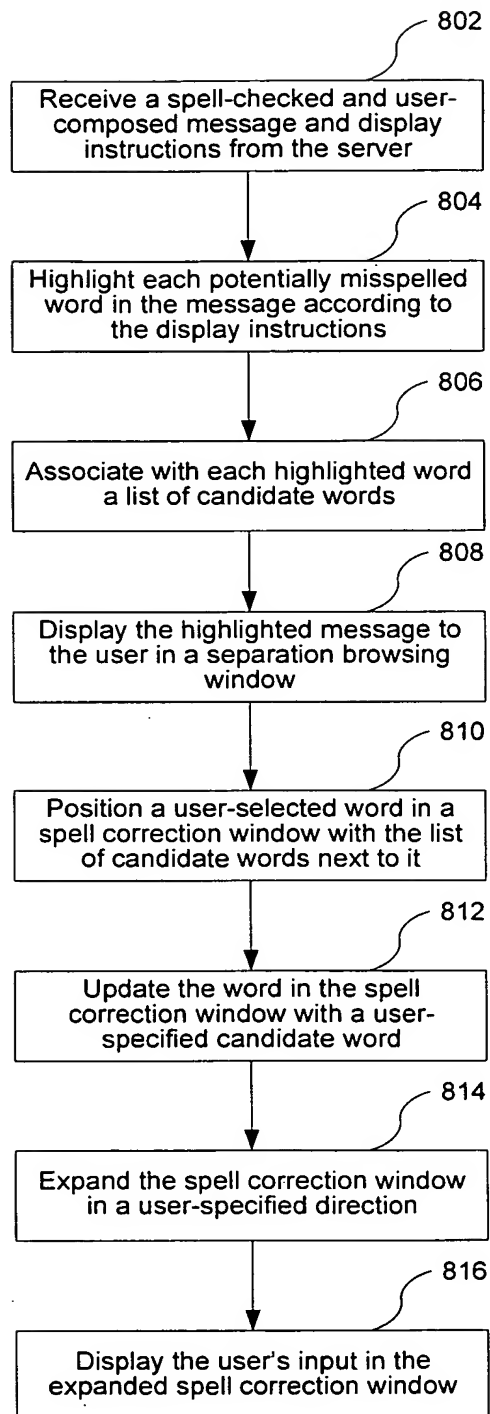 802
Receive a spell-checked and user-
composed message and display
instructions from the server
804
Highlight each potentially misspelled
word in the message according to
the display instructions
806
Associate with each highlighted word
a list of candidate words
808
Display the highlighted message to
the user in a separation browsing
window
810
Position a user-selected word in a
spell correction window with the list
of candidate words next to it
812
Update the word in the spell
correction window with a user-
specified candidate word
814
Expand the spell correction window
in a user-specified direction
816
Display the user's input in the
expanded spell correction window